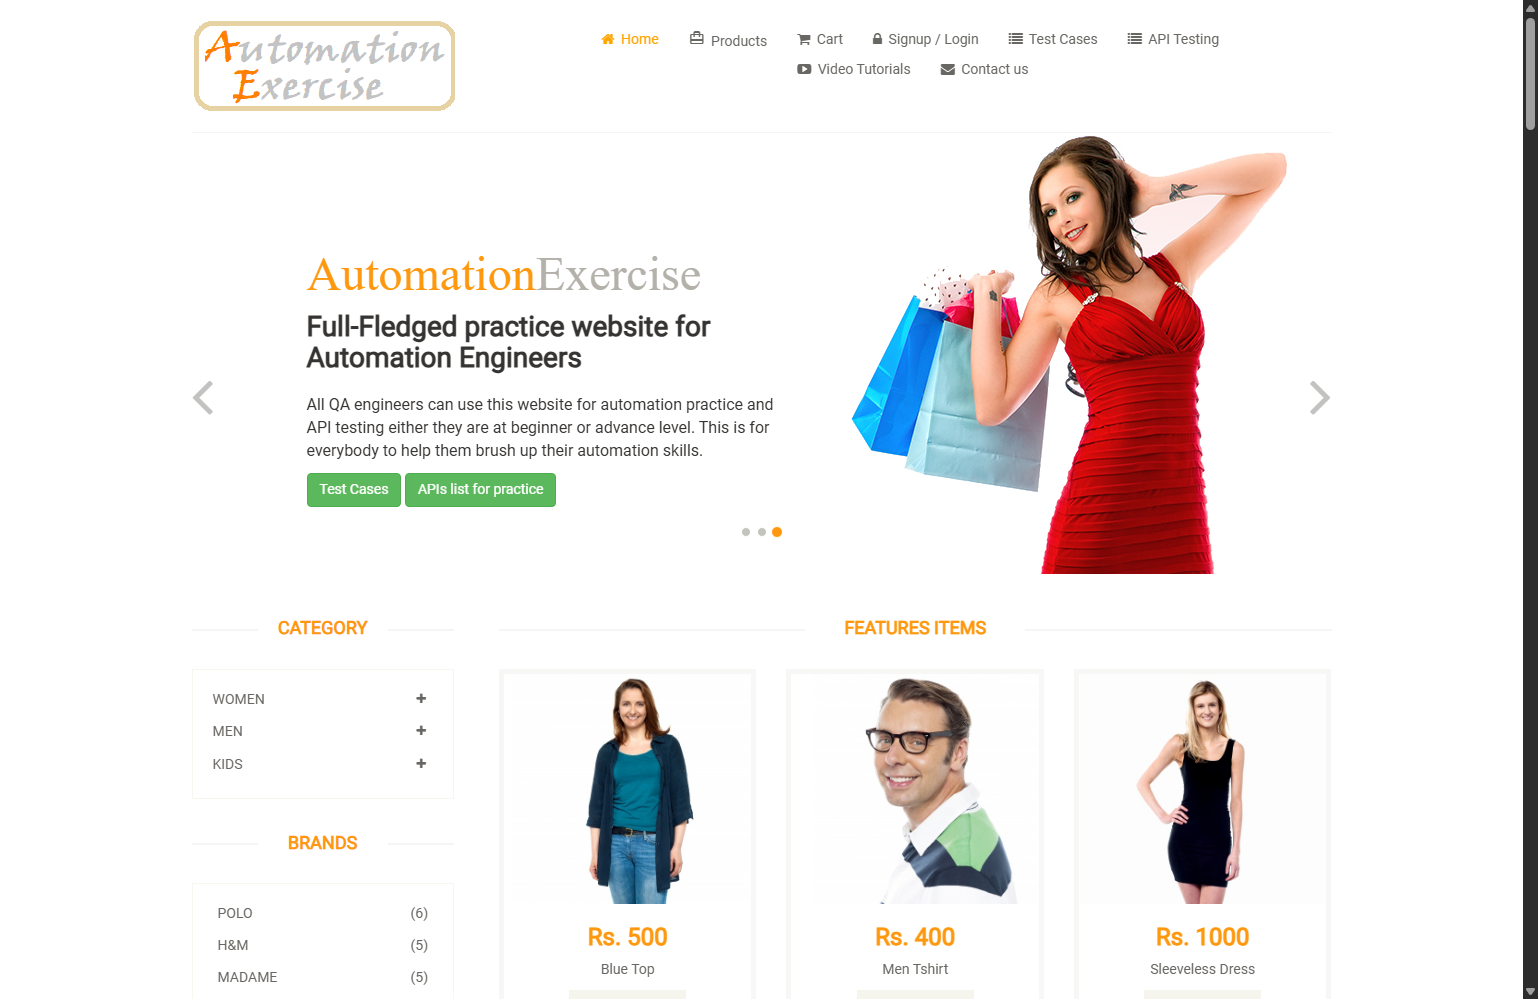 Automation
Exercise
Home
Products
Cart
Signup / Login
Test Cases
API Testing
Video Tutorials
Contact us
AutomationExercise
Full-Fledged practice website for
Automation Engineers
All QA engineers can use this website for automation practice and
API testing either they are at beginner or advance level. This is for
everybody to help them brush up their automation skills.
Test Cases
APIs list for practice
CATEGORY
WOMEN
MEN
KIDS
BRANDS
POLO (6)
H&M (5)
MADAME (5)
FEATURES ITEMS
Rs. 500
Blue Top
Rs. 400
Men Tshirt
Rs. 1000
Sleeveless Dress